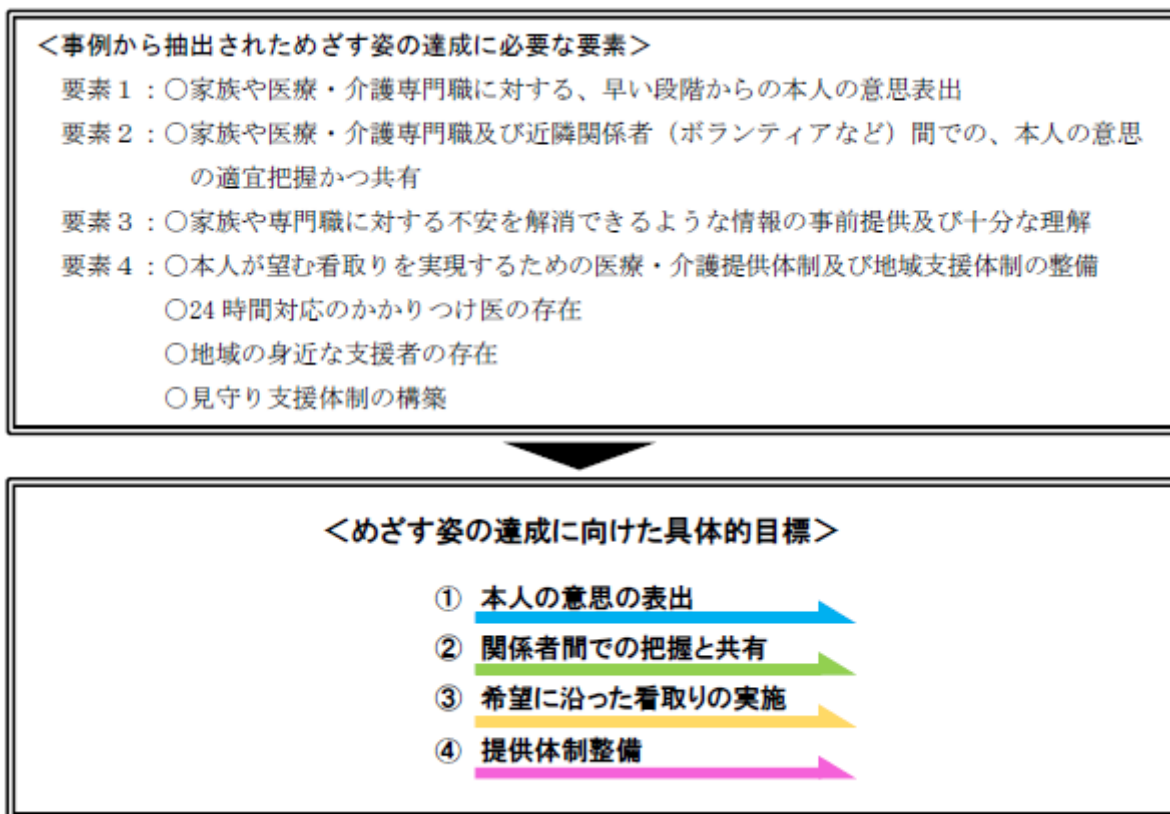 ＜事例から抽出されためざす姿の達成に必要な要素＞
要素１：○家族や医療・介護専門職に対する、早い段階からの本人の意思表出
要素２：○家族や医療・介護専門職及び近隣関係者（ボランティアなど）間での、本人の意思
の適宜把握かつ共有
要素３：○家族や専門職に対する不安を解消できるような情報の事前提供及び十分な理解
要素４：○本人が望む看取りを実現するための医療・介護提供体制及び地域支援体制の整備
○24 時間対応のかかりつけ医の存在
○地域の身近な支援者の存在
○見守り支援体制の構築
＜めざす姿の達成に向けた具体的目標＞
① 本人の意思の表出
② 関係者間での把握と共有
③ 希望に沿った看取りの実施
④ 提供体制整備